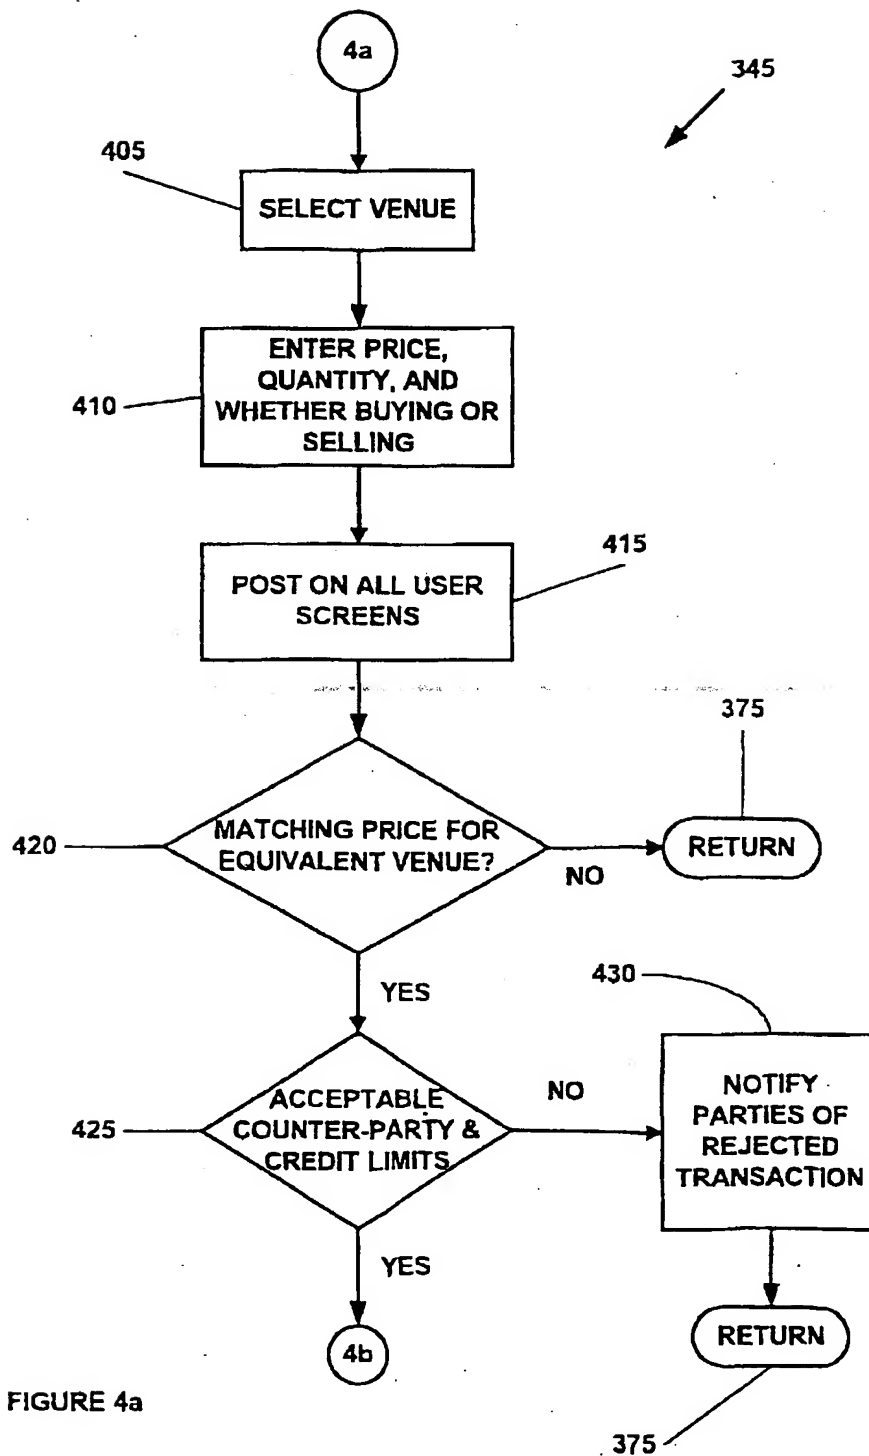 4a
345
405
SELECT VENUE
ENTER PRICE,
QUANTITY, AND
WHETHER BUYING OR
SELLING
410
415
POST ON ALL USER
SCREENS
375
420
MATCHING PRICE FOR
EQUIVALENT VENUE?
NO
RETURN
YES
430
425
ACCEPTABLE
COUNTER-PARTY &
CREDIT LIMITS
NO
NOTIFY
PARTIES OF
REJECTED
TRANSACTION
YES
4b
RETURN
FIGURE 4a
375